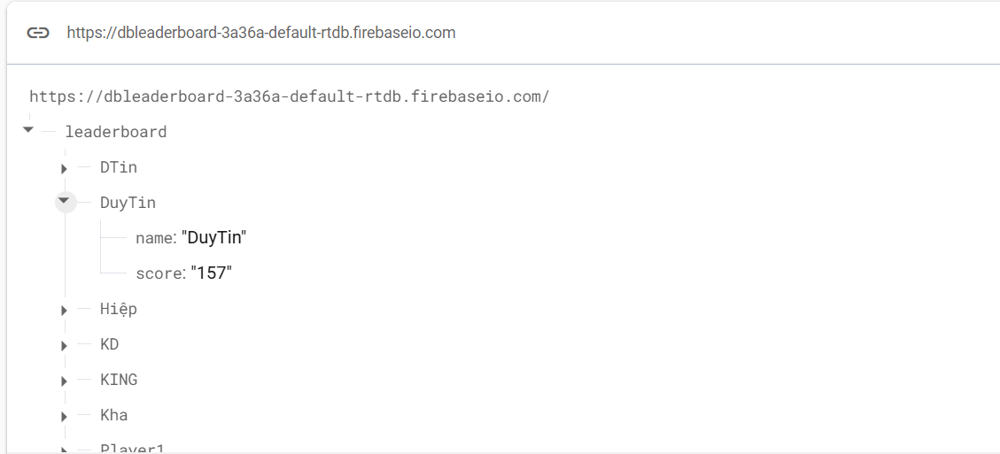 https://dbleaderboard-3a36a-default-rtdb.firebaseio.com
https://dbleaderboard-3a36a-default-rtdb.firebaseio.com/
leaderboard
DTin
DuyTin
name: "DuyTin"
score: "157"
Hiệp
KD
KING
Kha
Player1